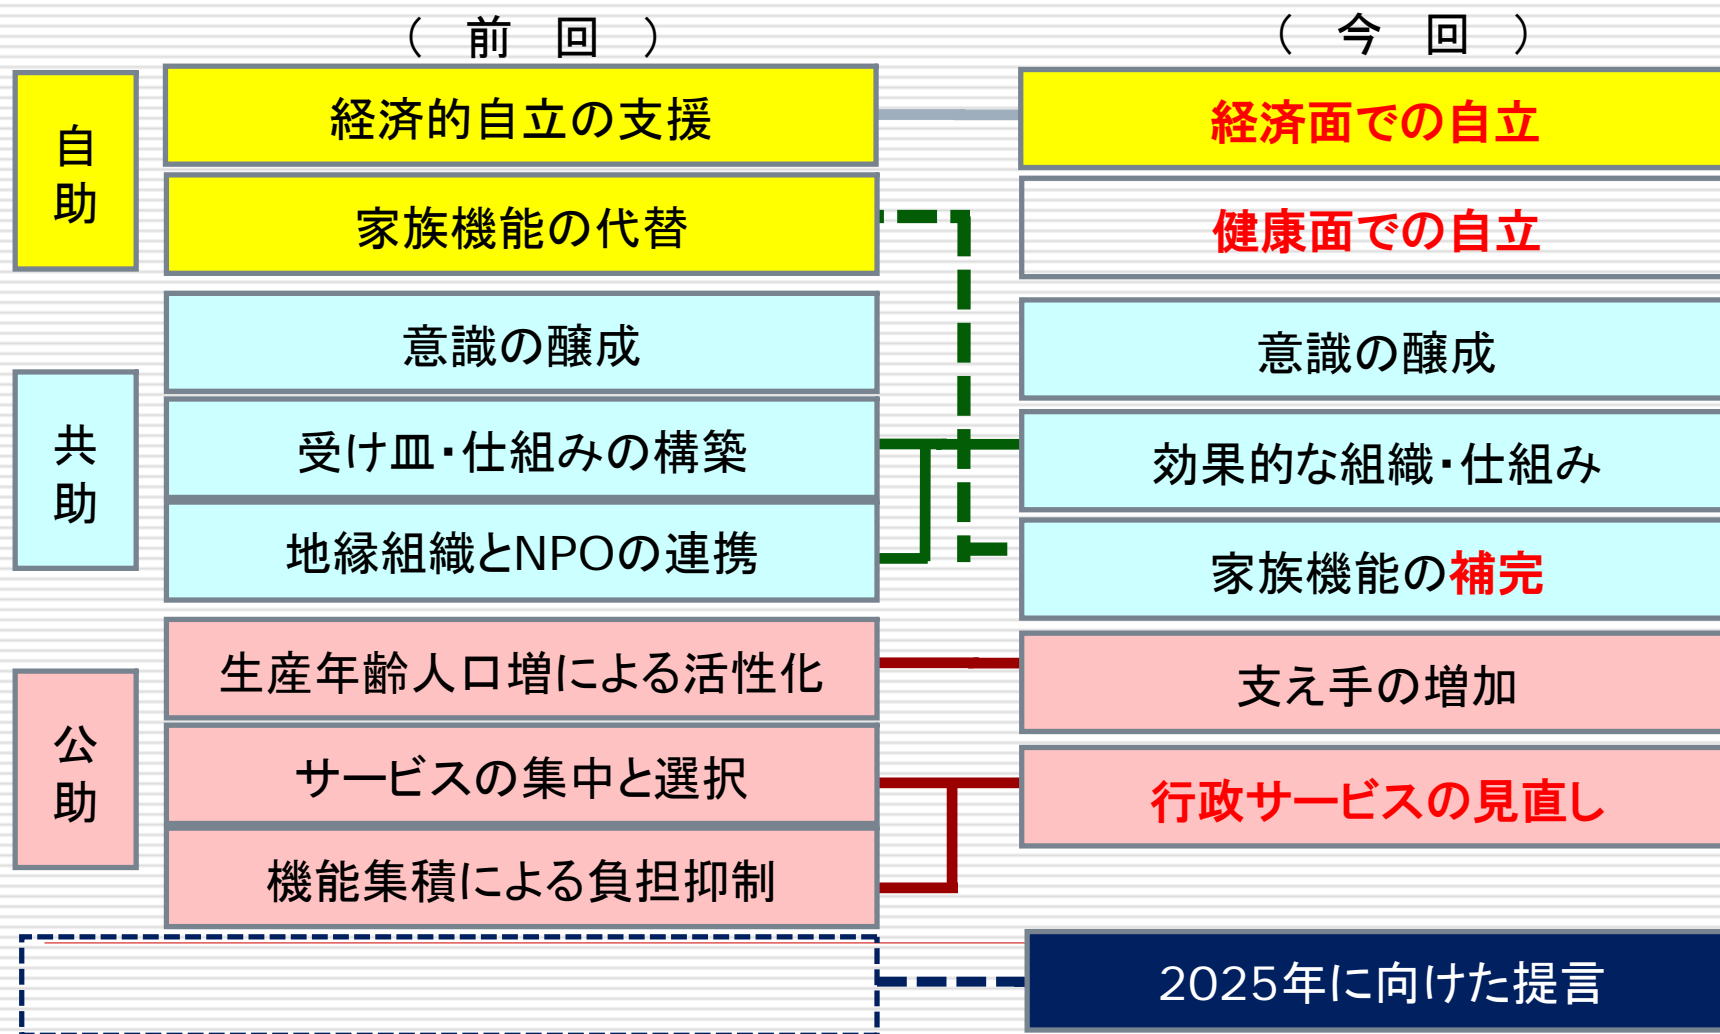 （　前　回　）
（　今　回　）
自助
経済的自立の支援
経済面での自立
家族機能の代替
健康面での自立
共助
意識の醸成
意識の醸成
受け皿・仕組みの構築
効果的な組織・仕組み
地縁組織とNPOの連携
家族機能の補完
公助
生産年齢人口増による活性化
支え手の増加
サービスの集中と選択
行政サービスの見直し
機能集積による負担抑制
2025年に向けた提言